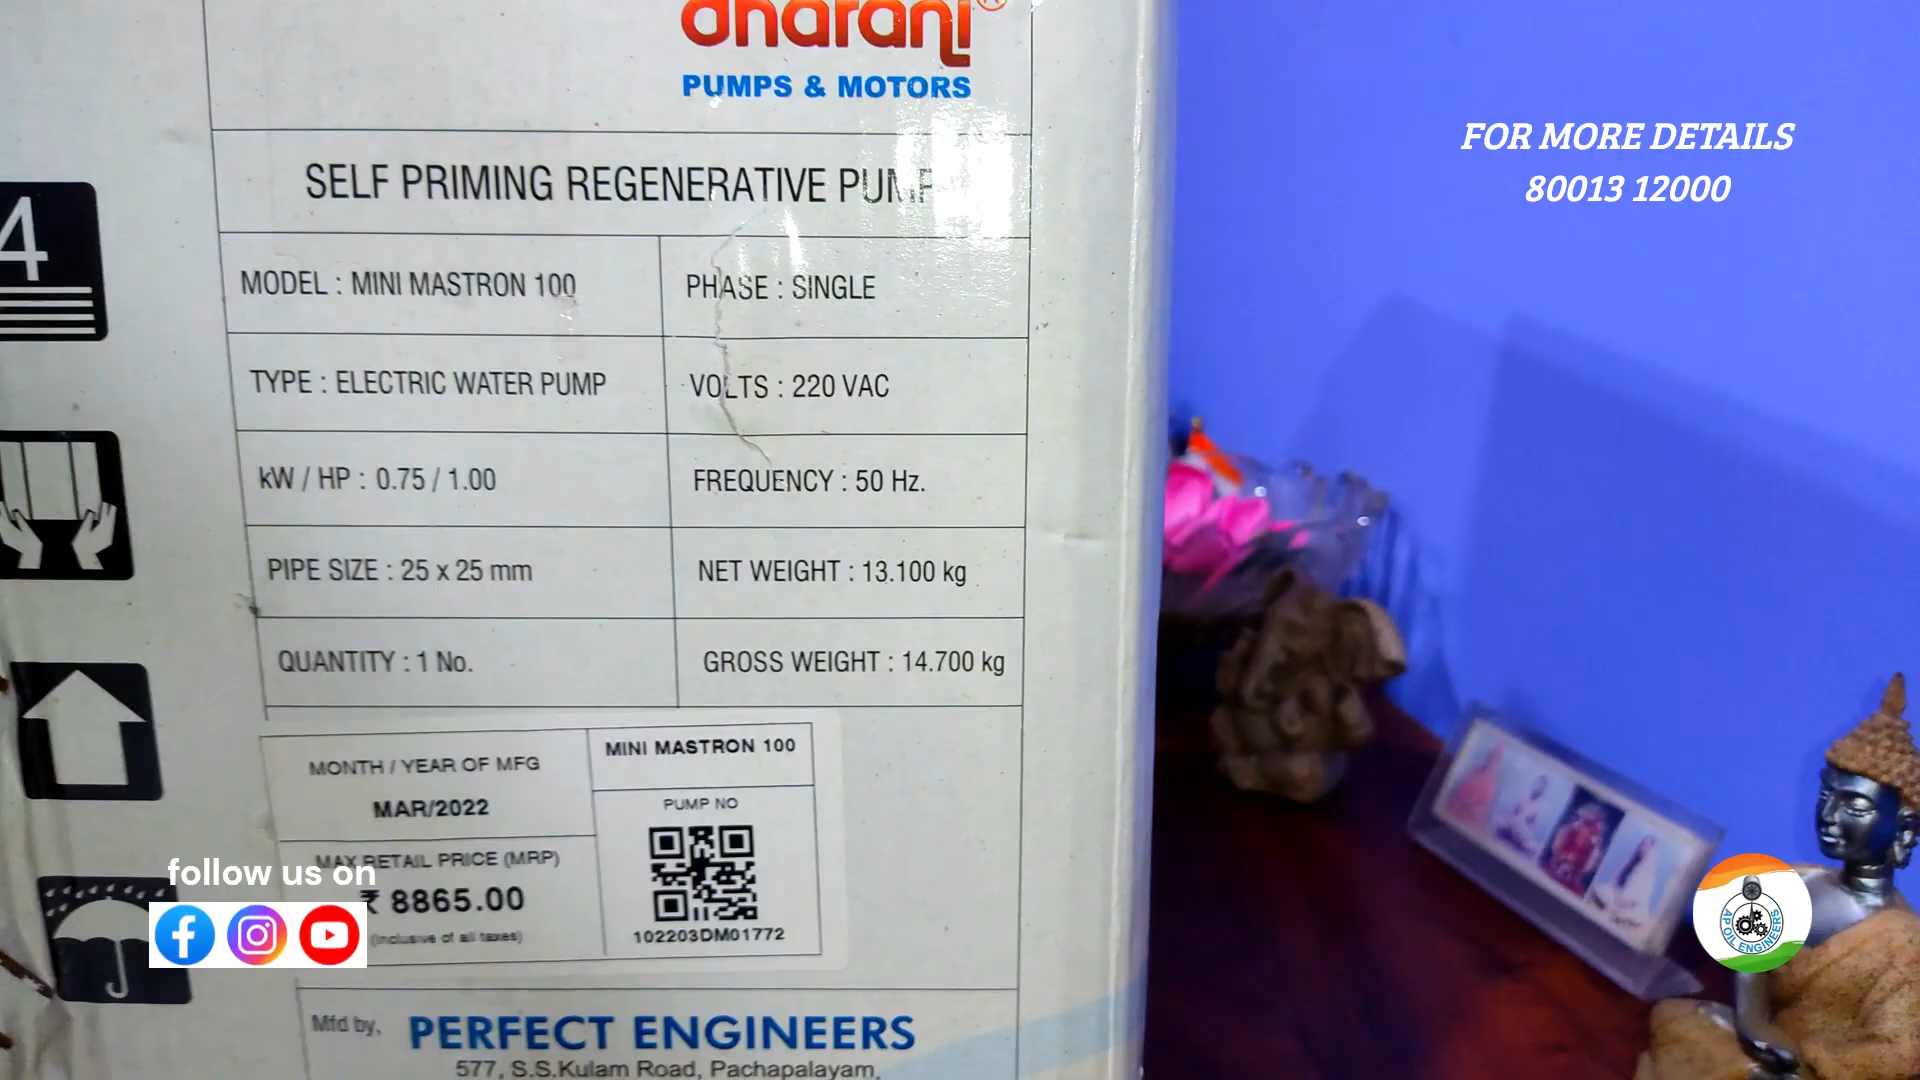 dharani®
PUMPS & MOTORS
SELF PRIMING REGENERATIVE PUMP
MODEL : MINI MASTRON 100
PHASE : SINGLE
TYPE : ELECTRIC WATER PUMP
VOLTS : 220 VAC
kW / HP : 0.75 / 1.00
FREQUENCY : 50 Hz.
PIPE SIZE : 25 x 25 mm
NET WEIGHT : 13.100 kg
QUANTITY : 1 No.
GROSS WEIGHT : 14.700 kg
MONTH / YEAR OF MFG
MAR/2022
MAX RETAIL PRICE (MRP)
₹ 8865.00
(Inclusive of all taxes)
MINI MASTRON 100
PUMP NO
102203DM01772
Mfd by,
PERFECT ENGINEERS
577, S.S.Kulam Road, Pachapalayam,
4
FOR MORE DETAILS
80013 12000
follow us on
AP OIL ENGINEERS